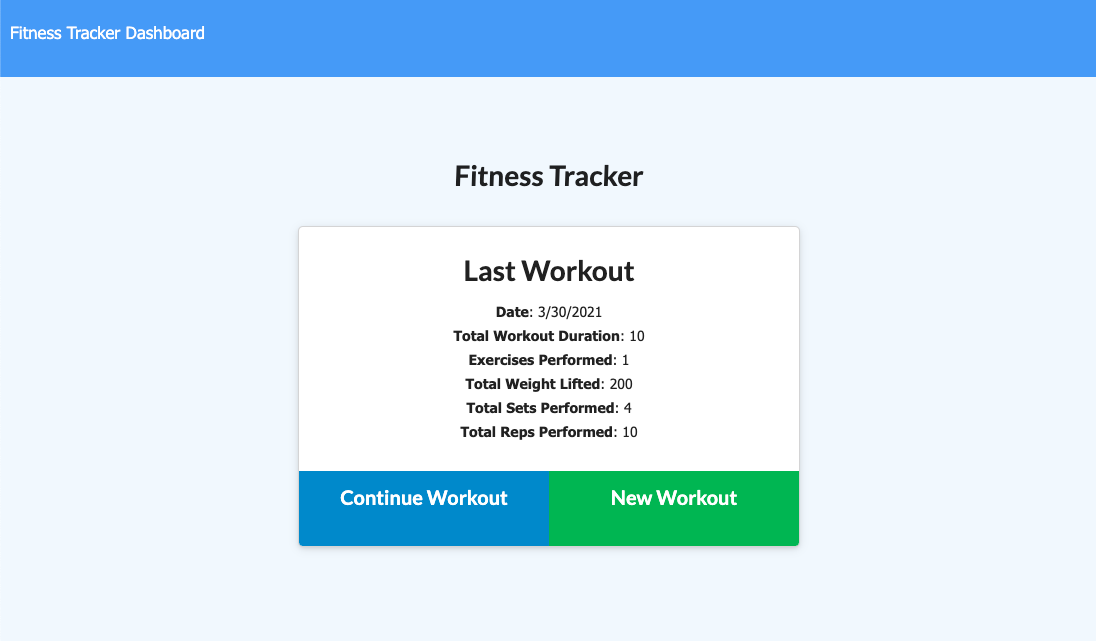 Fitness Tracker Dashboard
Fitness Tracker
Last Workout
Date: 3/30/2021
Total Workout Duration: 10
Exercises Performed: 1
Total Weight Lifted: 200
Total Sets Performed: 4
Total Reps Performed: 10
Continue Workout
New Workout